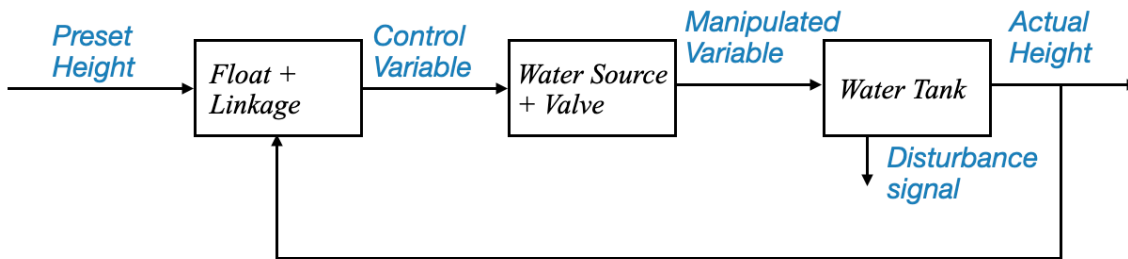 Preset
Height
Float +
Linkage
Control
Variable
Water Source
+ Valve
Manipulated
Variable
Water Tank
Actual
Height
Disturbance
signal